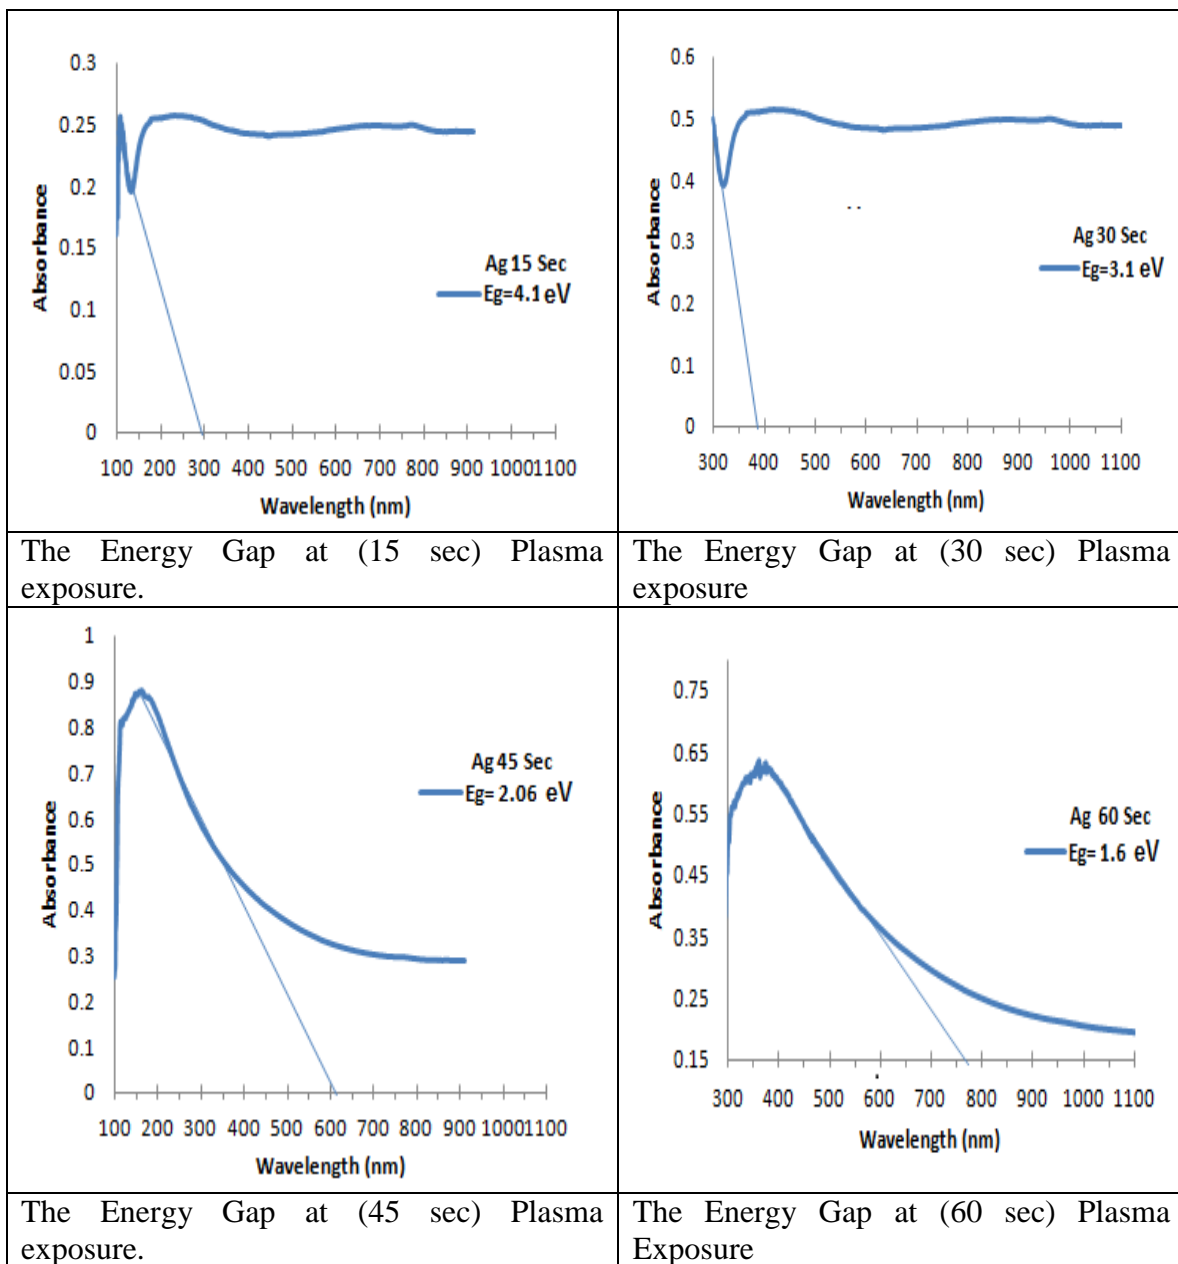 0.3
0.25
0.2
0.15
0.1
0.05
0
Absorbance
Ag 15 Sec
Eg=4.1 eV
100 200 300 400 500 600 700 800 900 1000 1100
Wavelength (nm)
0.6
0.5
0.4
0.3
0.2
0.1
0
Absorbance
Ag 30 Sec
Eg=3.1 eV
300 400 500 600 700 800 900 1000 1100
Wavelength (nm)
The Energy Gap at (15 sec) Plasma
exposure.
The Energy Gap at (30 sec) Plasma
exposure
1
0.9
0.8
0.7
0.6
0.5
0.4
0.3
0.2
0.1
0
Absorbance
Ag 45 Sec
Eg= 2.06 eV
100 200 300 400 500 600 700 800 900 1000 1100
Wavelength (nm)
0.75
0.65
0.55
0.45
0.35
0.25
0.15
Absorbance
Ag 60 Sec
Eg= 1.6 eV
300 400 500 600 700 800 900 1000 1100
Wavelength (nm)
The Energy Gap at (45 sec) Plasma
exposure.
The Energy Gap at (60 sec) Plasma
Exposure